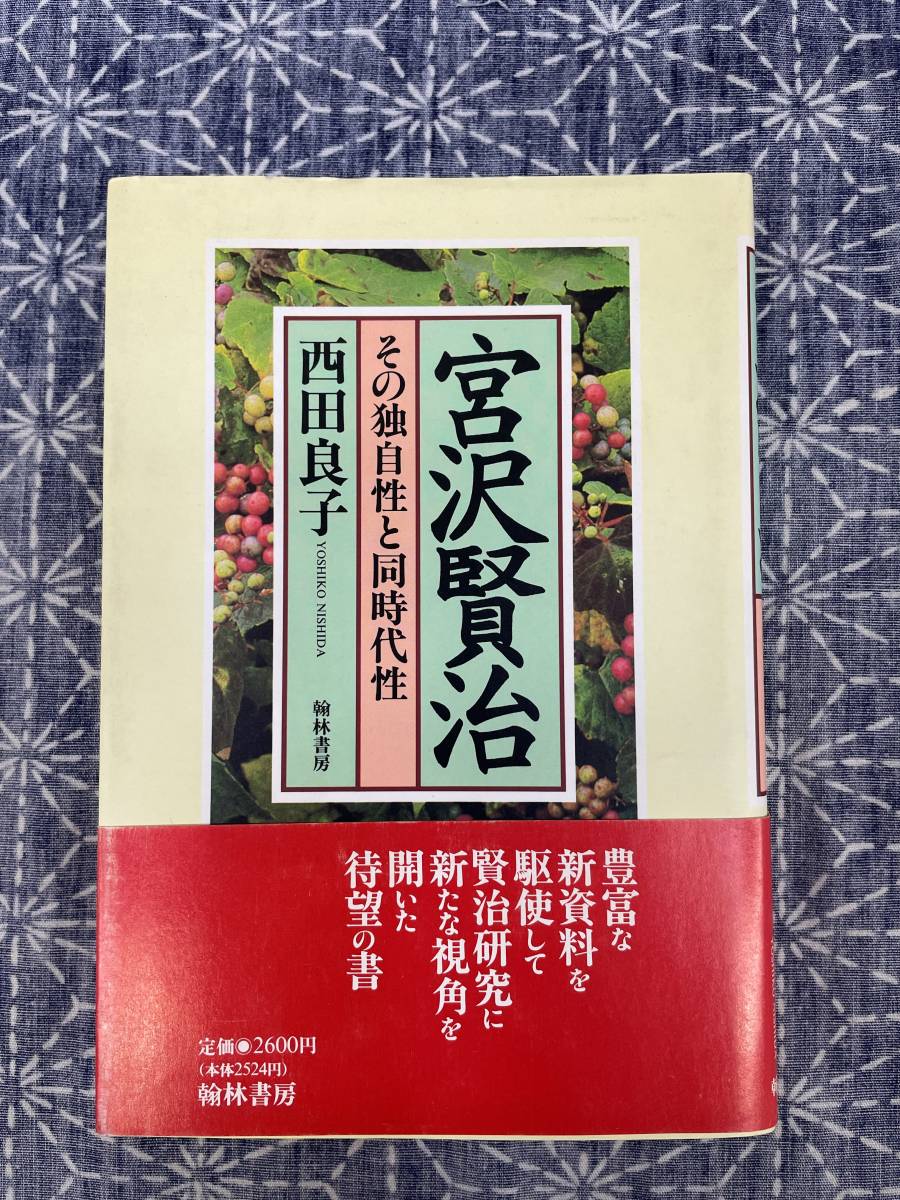 宮沢賢治
その独自性と同時代性
西田良子
YOSHIKO NISHIDA
翰林書房
豊富な
新資料を
駆使して
賢治研究に
新たな視角を
開いた
待望の書
定価◉2600円
(本体2524円)
翰林書房